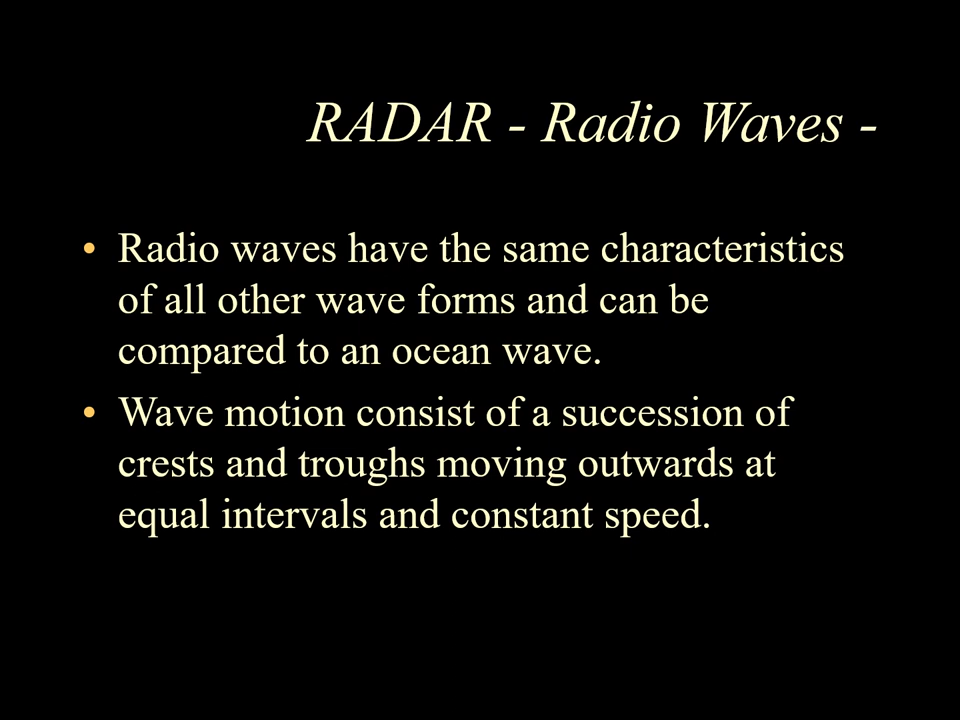 RADAR - Radio Waves -
• Radio waves have the same characteristics
of all other wave forms and can be
compared to an ocean wave.
• Wave motion consist of a succession of
crests and troughs moving outwards at
equal intervals and constant speed.